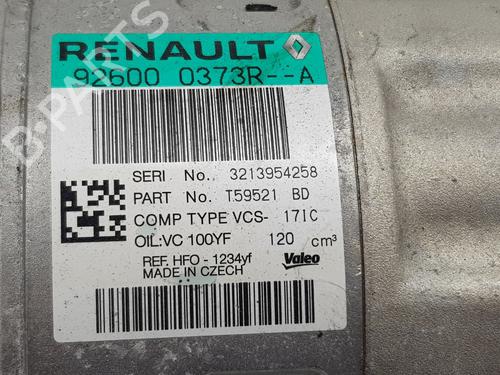 RENAULT
92600 0373R--A
B-PARTS
SERI No. 3213954258
PART No. T59521 BD
COMP TYPE VCS- 17IC
OIL:VC 100YF 120 cm³
REF. HFO - 1234yf
MADE IN CZECH
Valeo